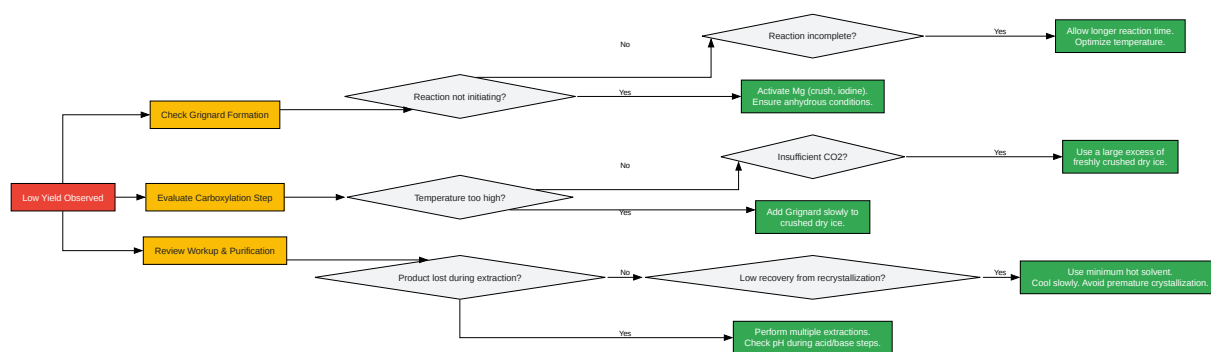 Reaction incomplete?
Yes
Allow longer reaction time.
Optimize temperature.
No
Reaction not initiating?
Yes
Activate Mg (crush, iodine).
Ensure anhydrous conditions.
Check Grignard Formation
Insufficient CO2?
Yes
Use a large excess of
freshly crushed dry ice.
No
Low Yield Observed
Evaluate Carboxylation Step
Temperature too high?
Yes
Add Grignard slowly to
crushed dry ice.
Review Workup & Purification
Product lost during extraction?
No
Low recovery from recrystallization?
Yes
Use minimum hot solvent.
Cool slowly. Avoid premature crystallization.
Yes
Perform multiple extractions.
Check pH during acid/base steps.